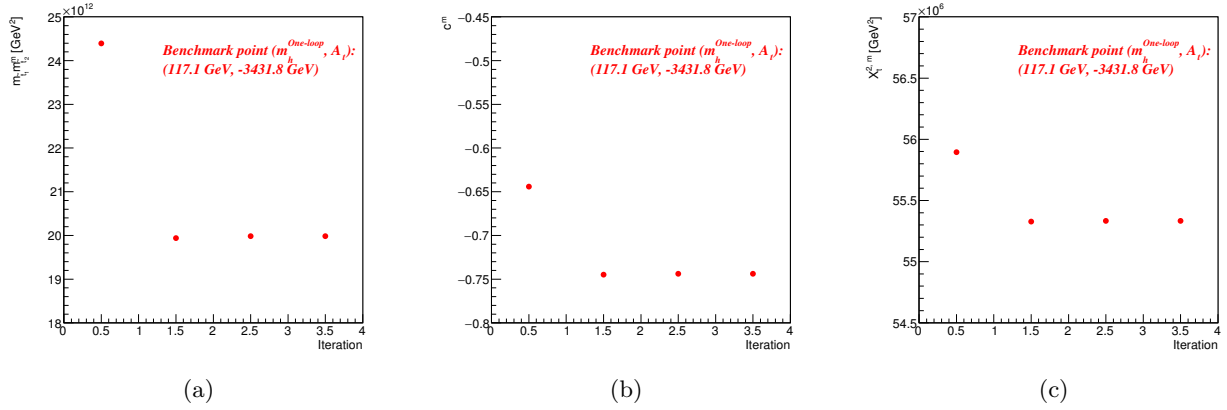 ×10¹²
m_{t̃₁} m^m_{t̃₂} [GeV²]
25
24
23
22
21
20
19
18
0 0.5 1 1.5 2 2.5 3 3.5 4
Iteration
Benchmark point (m_h^{One-loop}, A_t):
(117.1 GeV, -3431.8 GeV)
(a)
c^m
−0.45
−0.5
−0.55
−0.6
−0.65
−0.7
−0.75
−0.8
0 0.5 1 1.5 2 2.5 3 3.5 4
Iteration
Benchmark point (m_h^{One-loop}, A_t):
(117.1 GeV, -3431.8 GeV)
(b)
×10⁶
X_t^{2, m} [GeV²]
57
56.5
56
55.5
55
54.5
0 0.5 1 1.5 2 2.5 3 3.5 4
Iteration
Benchmark point (m_h^{One-loop}, A_t):
(117.1 GeV, -3431.8 GeV)
(c)